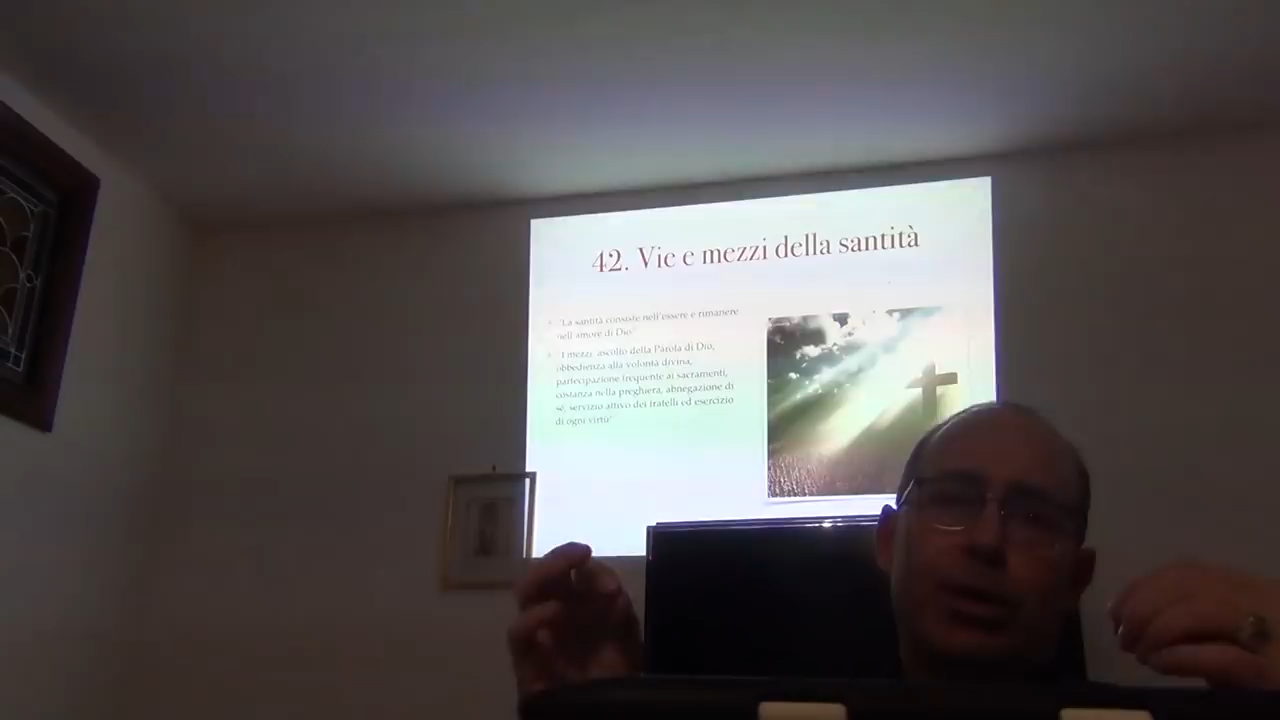 42. Vie e mezzi della santità
"La santità consiste nell'essere e rimanere
nell'amore di Dio"
"I mezzi: ascolto della Parola di Dio,
obbedienza alla volontà divina,
partecipazione frequente ai sacramenti,
costanza nella preghiera, abnegazione di
sé, servizio attivo dei fratelli ed esercizio
di ogni virtù"